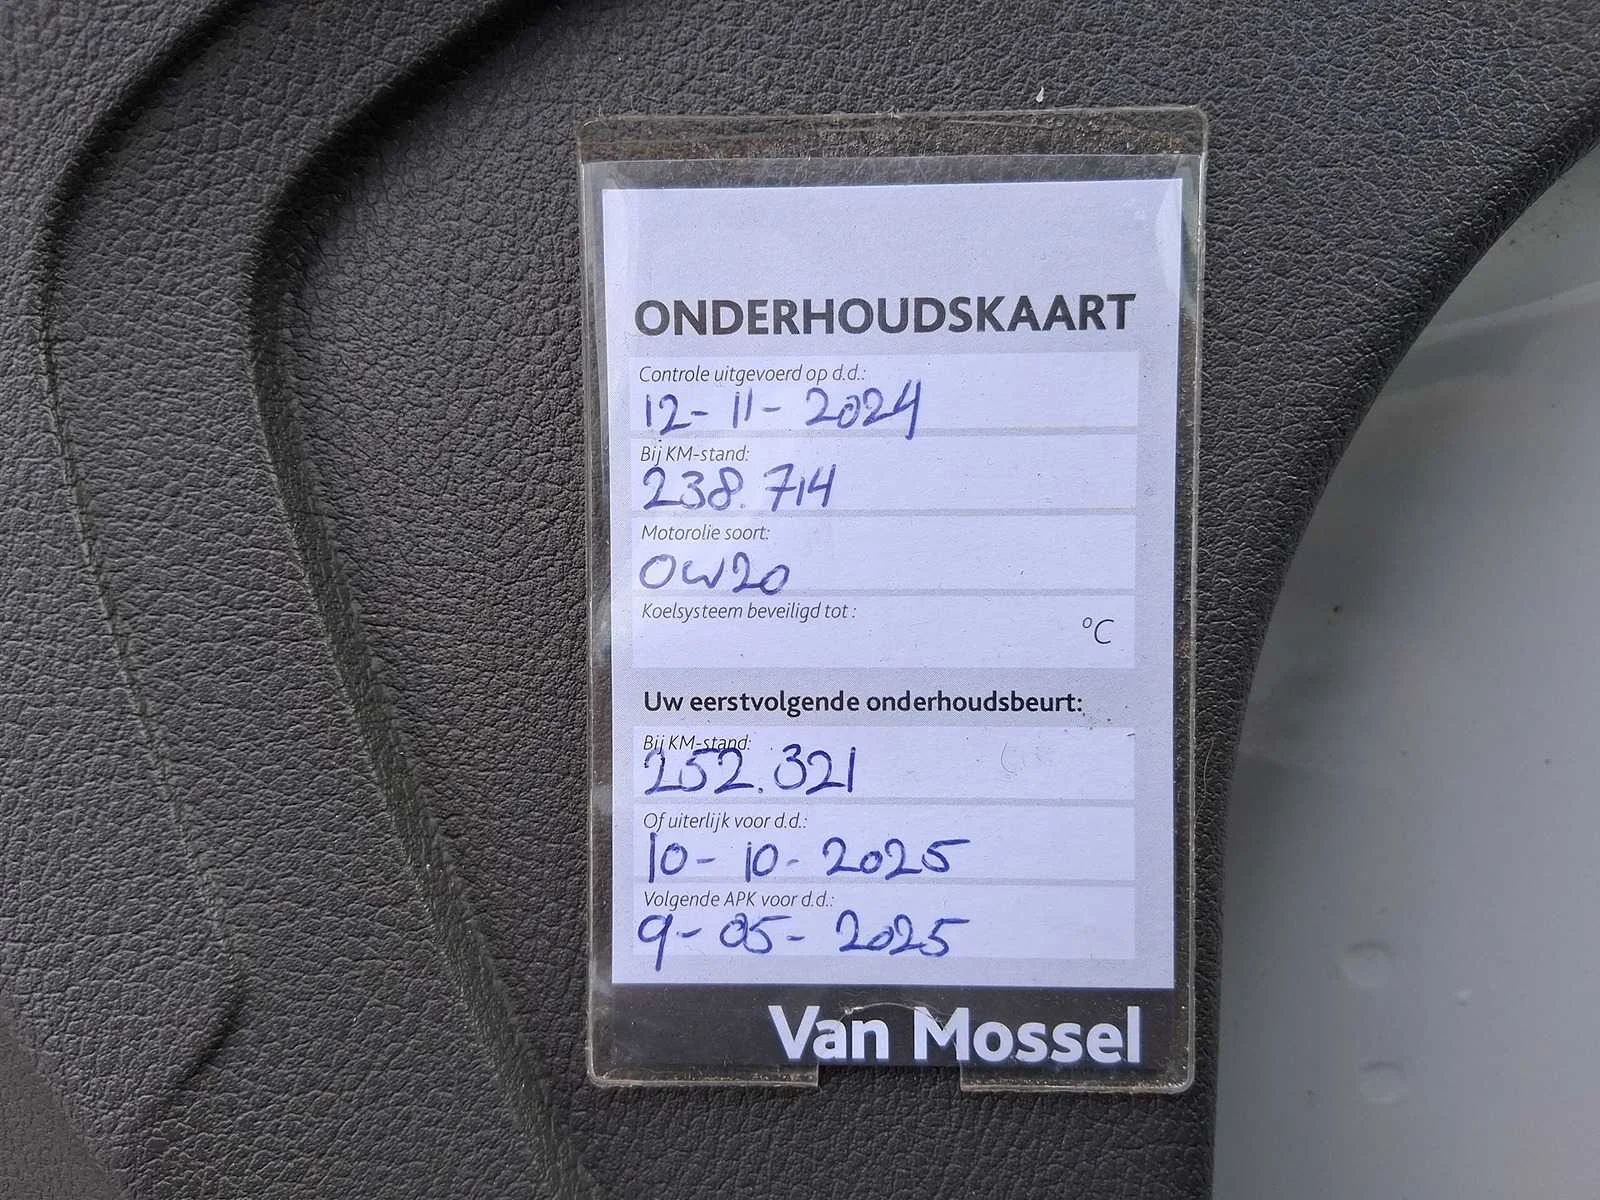 ONDERHOUDSKAART
Controle uitgevoerd op d.d.:
12-11-2024
Bij KM-stand:
238.714
Motorolie soort:
0W20
Koelsysteem beveiligd tot :
°C
Uw eerstvolgende onderhoudsbeurt:
Bij KM-stand:
252.321
Of uiterlijk voor d.d.:
10-10-2025
Volgende APK voor d.d.:
9-05-2025
Van Mossel